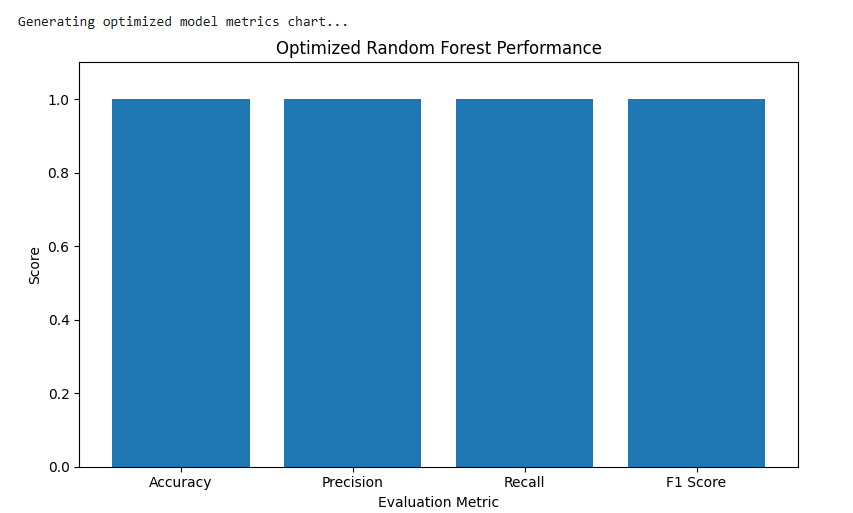 Generating optimized model metrics chart...
Optimized Random Forest Performance
1.0
0.8
0.6
0.4
0.2
0.0
Score
Accuracy Precision Recall F1 Score
Evaluation Metric